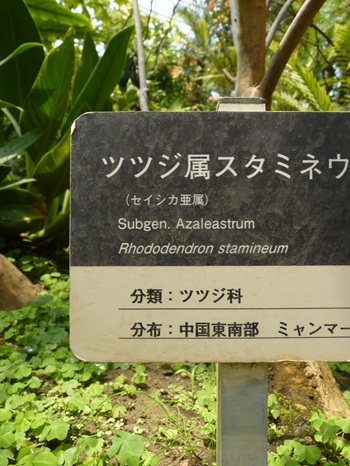 ツツジ属スタミネウ
（セイシカ亜属）
Subgen. Azaleastrum
Rhododendron stamineum
分類：ツツジ科
分布：中国東南部　ミャンマー